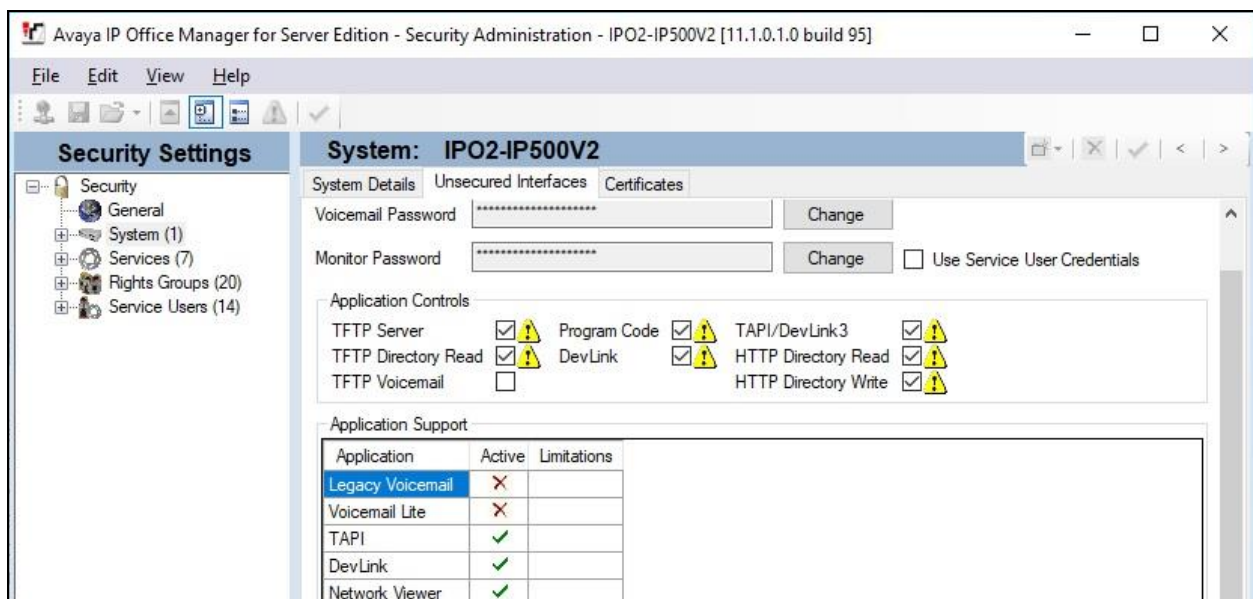 Avaya IP Office Manager for Server Edition - Security Administration - IPO2-IP500V2 [11.1.0.1.0 build 95]
File Edit View Help
Security Settings
Security
General
System (1)
Services (7)
Rights Groups (20)
Service Users (14)
System: IPO2-IP500V2
System Details Unsecured Interfaces Certificates
Voicemail Password ******************** Change
Monitor Password ******************** Change Use Service User Credentials
Application Controls
TFTP Server Program Code TAPI/DevLink3
TFTP Directory Read DevLink HTTP Directory Read
TFTP Voicemail HTTP Directory Write
Application Support
Application Active Limitations
Legacy Voicemail
Voicemail Lite
TAPI
DevLink
Network Viewer